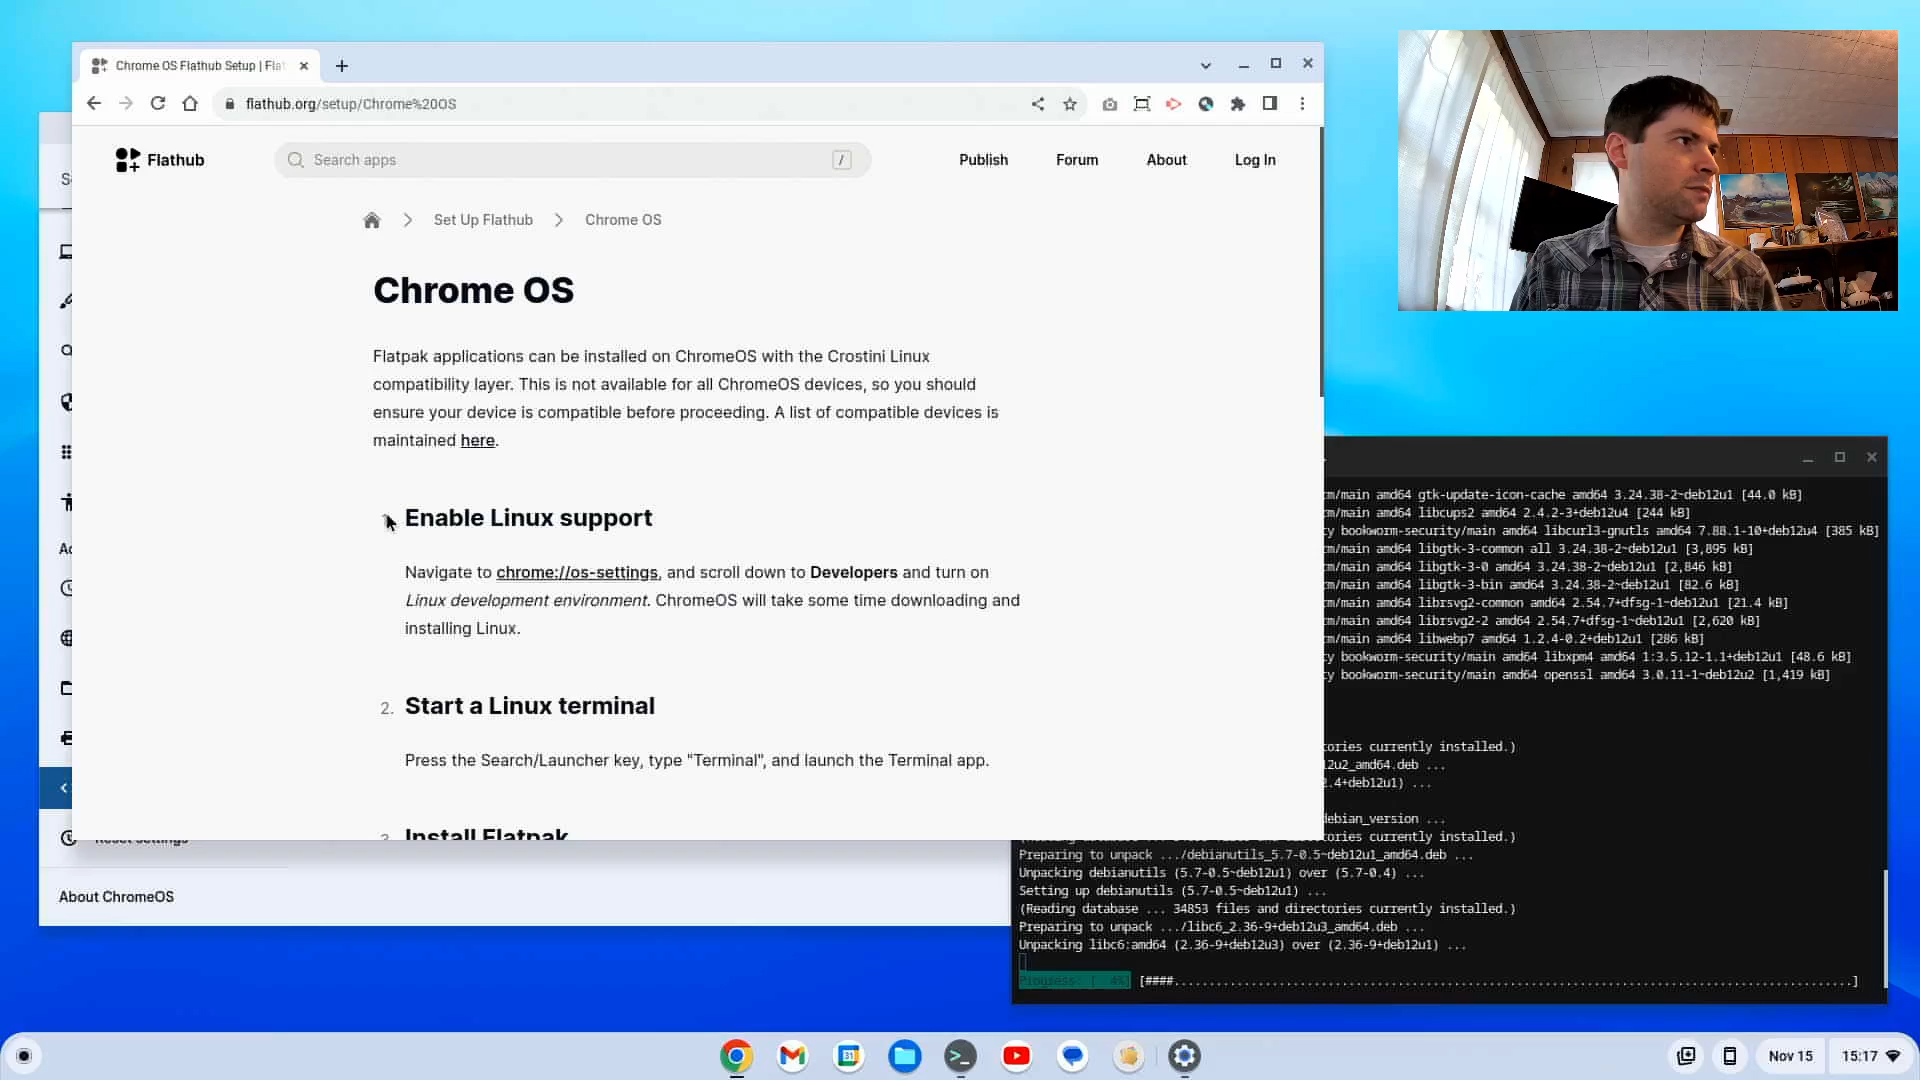 Chrome OS Flathub Setup | Flat
flathub.org/setup/Chrome%20OS
Flathub
Search apps
/
Publish
Forum
About
Log In
Set Up Flathub
Chrome OS
Chrome OS
Flatpak applications can be installed on ChromeOS with the Crostini Linux
compatibility layer. This is not available for all ChromeOS devices, so you should
ensure your device is compatible before proceeding. A list of compatible devices is
maintained here.
Enable Linux support
Navigate to chrome://os-settings, and scroll down to Developers and turn on
Linux development environment. ChromeOS will take some time downloading and
installing Linux.
2. Start a Linux terminal
Press the Search/Launcher key, type "Terminal", and launch the Terminal app.
3. Install Flatpak
Reset settings
About ChromeOS
m/main amd64 gtk-update-icon-cache amd64 3.24.38-2~deb12u1 [44.0 kB]
m/main amd64 libcups2 amd64 2.4.2-3+deb12u4 [244 kB]
y bookworm-security/main amd64 libcurl3-gnutls amd64 7.88.1-10+deb12u4 [385 kB]
m/main amd64 libgtk-3-common all 3.24.38-2~deb12u1 [3,895 kB]
m/main amd64 libgtk-3-0 amd64 3.24.38-2~deb12u1 [2,846 kB]
m/main amd64 libgtk-3-bin amd64 3.24.38-2~deb12u1 [82.6 kB]
m/main amd64 librsvg2-common amd64 2.54.7+dfsg-1~deb12u1 [21.4 kB]
m/main amd64 librsvg2-2 amd64 2.54.7+dfsg-1~deb12u1 [2,620 kB]
m/main amd64 libwebp7 amd64 1.2.4-0.2+deb12u1 [286 kB]
y bookworm-security/main amd64 libxpm4 amd64 1:3.5.12-1.1+deb12u1 [48.6 kB]
y bookworm-security/main amd64 openssl amd64 3.0.11-1~deb12u2 [1,419 kB]
tories currently installed.)
12u2_amd64.deb ...
2.4+deb12u1) ...
debian_version ...
tories currently installed.)
Preparing to unpack .../debianutils_5.7-0.5~deb12u1_amd64.deb ...
Unpacking debianutils (5.7-0.5~deb12u1) over (5.7-0.4) ...
Setting up debianutils (5.7-0.5~deb12u1) ...
(Reading database ... 34853 files and directories currently installed.)
Preparing to unpack .../libc6_2.36-9+deb12u3_amd64.deb ...
Unpacking libc6:amd64 (2.36-9+deb12u3) over (2.36-9+deb12u1) ...
Progress: [  4%] [####.....................................................................................]
31
Nov 15
15:17